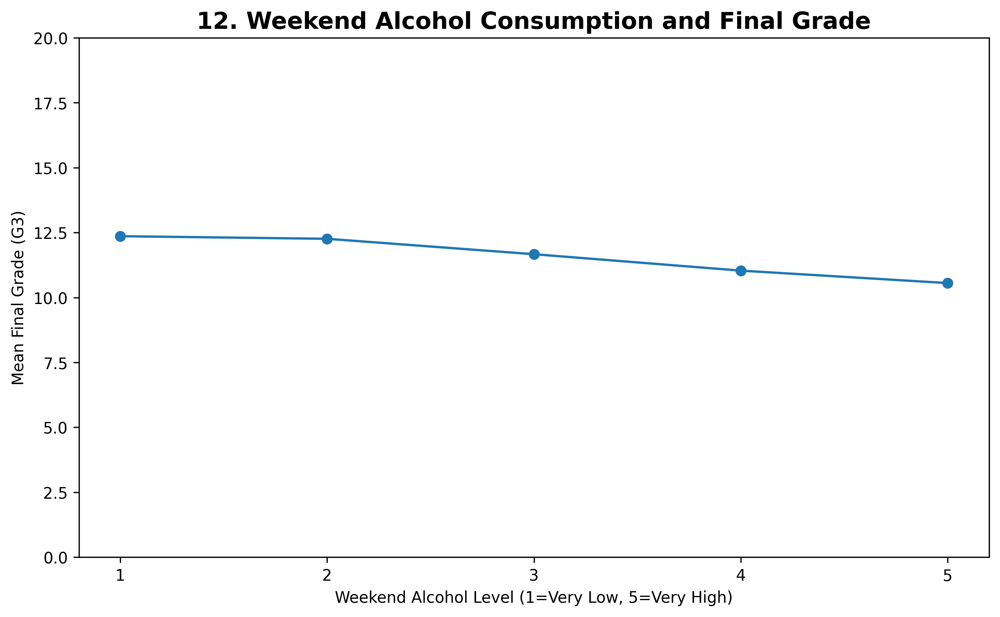 12. Weekend Alcohol Consumption and Final Grade
20.0
17.5
15.0
12.5
10.0
7.5
5.0
2.5
0.0
Mean Final Grade (G3)
1 2 3 4 5
Weekend Alcohol Level (1=Very Low, 5=Very High)